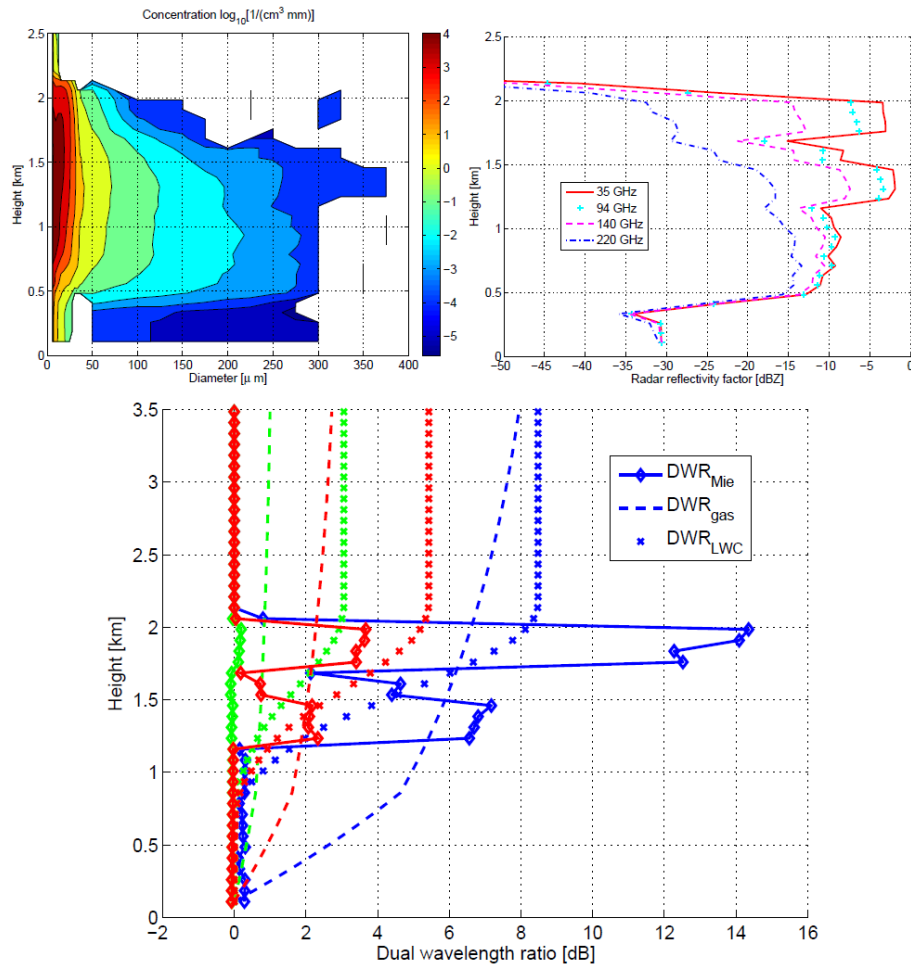 Concentration log10[1/(cm3 mm)]
2.5
2
1.5
1
0.5
0
Height [km]
0 50 100 150 200 250 300 350 400
Diameter [μ m]
4
3
2
1
0
−1
−2
−3
−4
−5
2.5
2
1.5
1
0.5
0
Height [km]
35 GHz
94 GHz
140 GHz
220 GHz
−50 −45 −40 −35 −30 −25 −20 −15 −10 −5 0
Radar reflectivity factor [dBZ]
3.5
3
2.5
2
1.5
1
0.5
0
Height [km]
DWRMie
DWRgas
DWRLWC
−2 0 2 4 6 8 10 12 14 16
Dual wavelength ratio [dB]